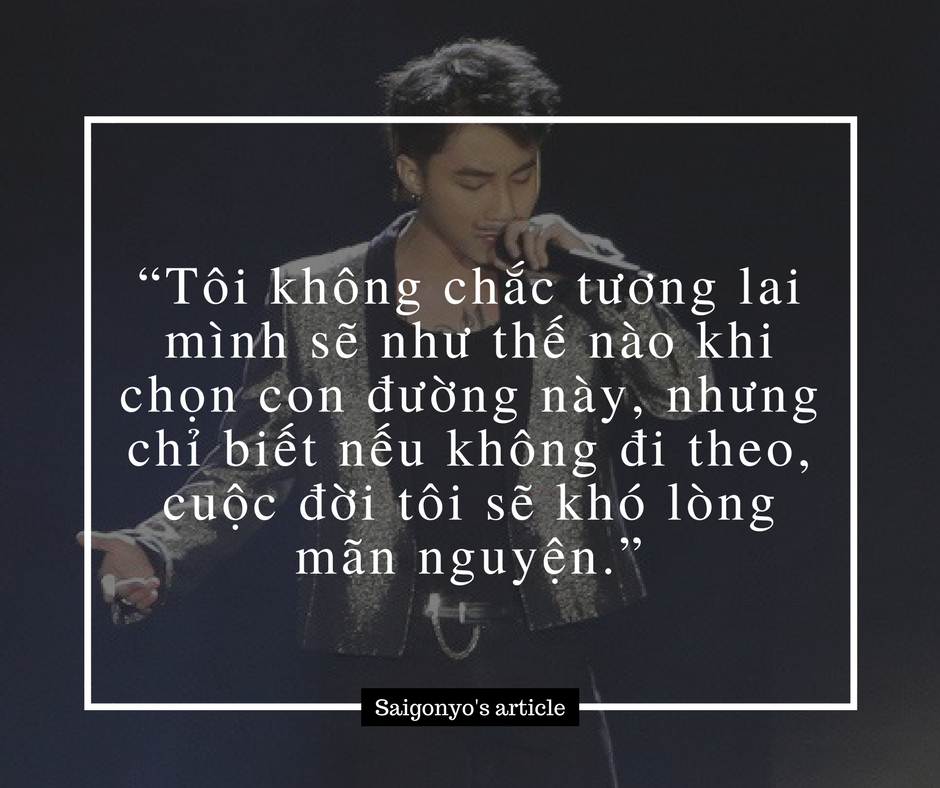 “Tôi không chắc tương lai
mình sẽ như thế nào khi
chọn con đường này, nhưng
chỉ biết nếu không đi theo,
cuộc đời tôi sẽ khó lòng
mãn nguyện.”
Saigonyo's article